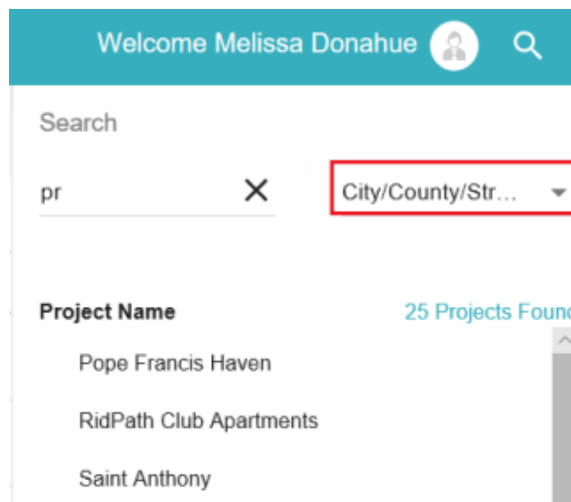 Welcome Melissa Donahue
Search
pr
City/County/Str...
Project Name
25 Projects Found
Pope Francis Haven
RidPath Club Apartments
Saint Anthony